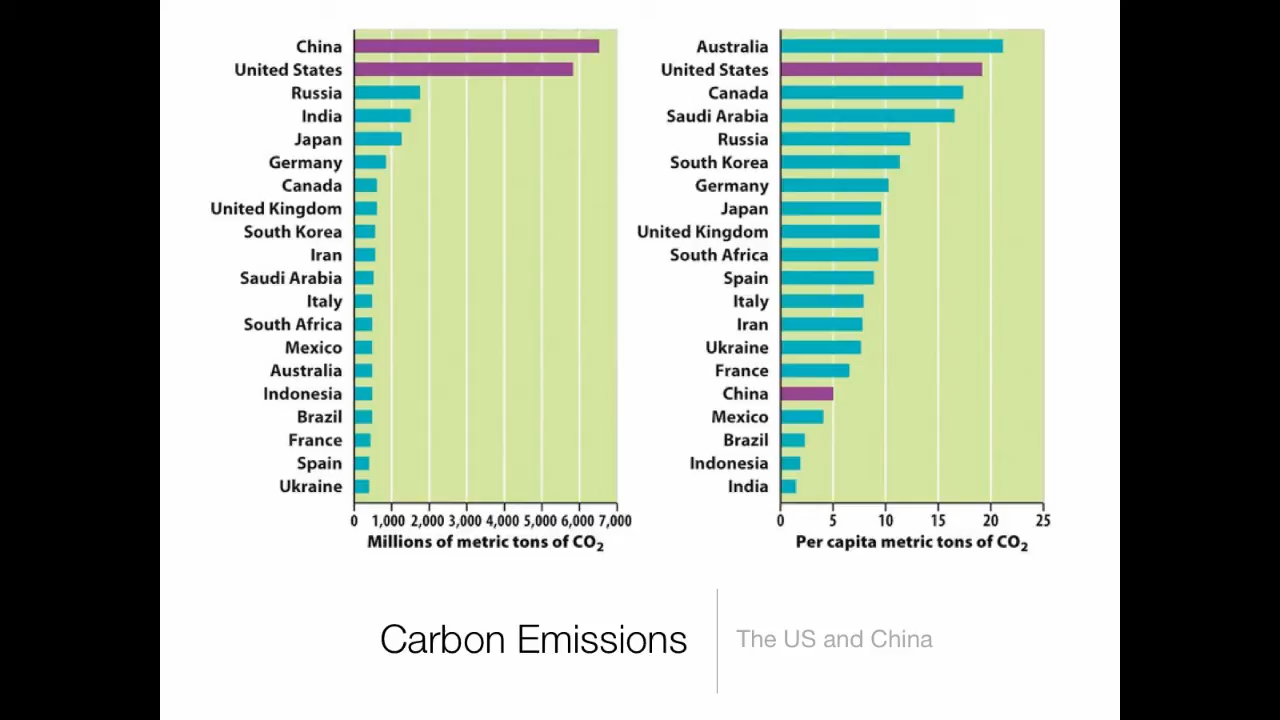 China
United States
Russia
India
Japan
Germany
Canada
United Kingdom
South Korea
Iran
Saudi Arabia
Italy
South Africa
Mexico
Australia
Indonesia
Brazil
France
Spain
Ukraine
0 1,000 2,000 3,000 4,000 5,000 6,000 7,000
Millions of metric tons of CO₂
Australia
United States
Canada
Saudi Arabia
Russia
South Korea
Germany
Japan
United Kingdom
South Africa
Spain
Italy
Iran
Ukraine
France
China
Mexico
Brazil
Indonesia
India
0 5 10 15 20 25
Per capita metric tons of CO₂
Carbon Emissions
The US and China